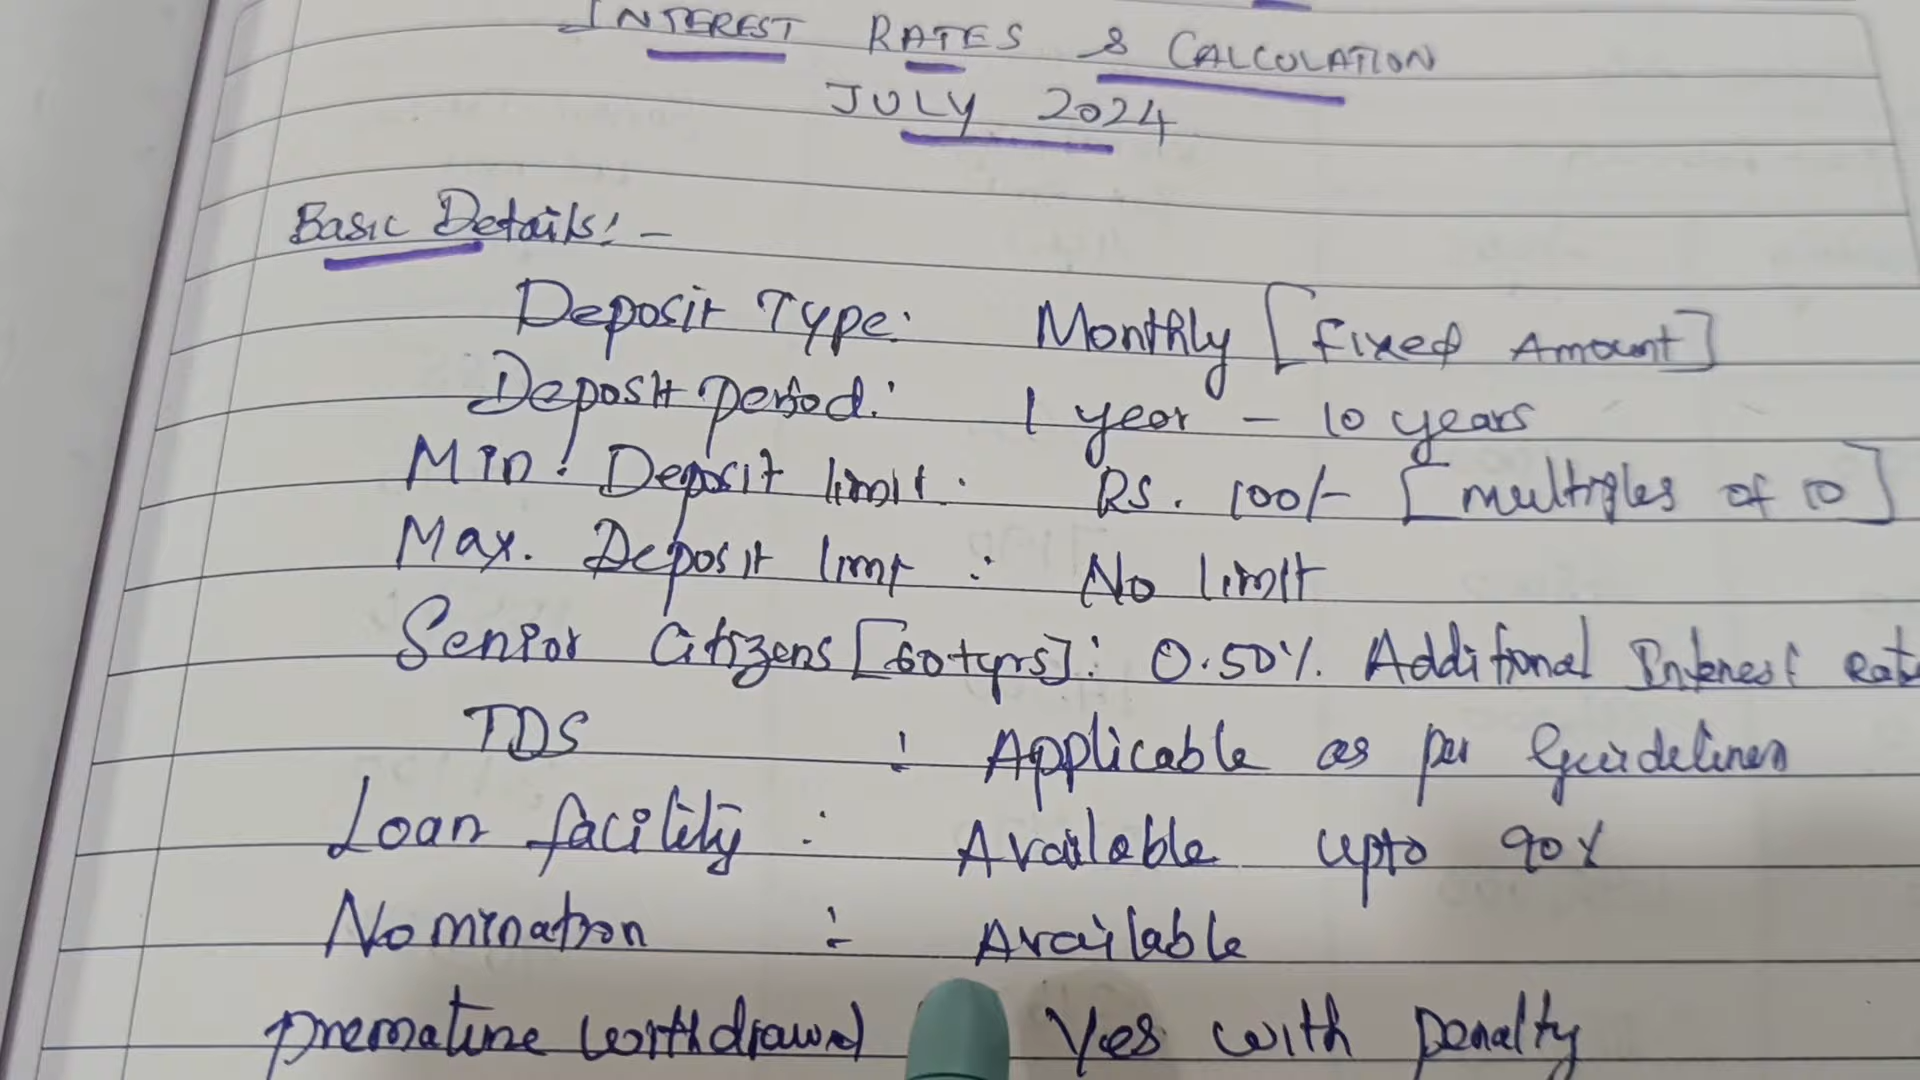 INTEREST RATES & CALCULATION
JULY 2024
Basic Details:-
Deposit Type: Monthly [Fixed Amount]
Deposit period: 1 year - 10 years
Min: Deposit limit: Rs. 100/- [multiples of 10]
Max. Deposit limit : No limit
Senior Citizens [60+yrs]: 0.50% Additional Interest Rate
TDS : Applicable as per Guidelines
Loan facility : Available upto 90%
Nomination :- Available
premature withdrawal Yes with penalty